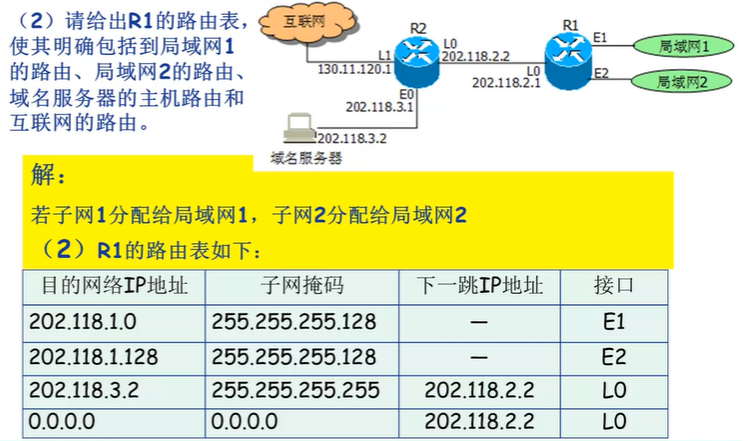 （2）请给出R1的路由表，
使其明确包括到局域网1
的路由、局域网2的路由、
域名服务器的主机路由和
互联网的路由。
互联网
R2
R1
E1
局域网1
L0
L1
202.118.2.2
130.11.120.1
L0
E2
局域网2
202.118.2.1
E0
202.118.3.1
202.118.3.2
域名服务器
解：
若子网1分配给局域网1，子网2分配给局域网2
（2）R1的路由表如下：
目的网络IP地址 子网掩码 下一跳IP地址 接口
202.118.1.0 255.255.255.128 — E1
202.118.1.128 255.255.255.128 — E2
202.118.3.2 255.255.255.255 202.118.2.2 L0
0.0.0.0 0.0.0.0 202.118.2.2 L0